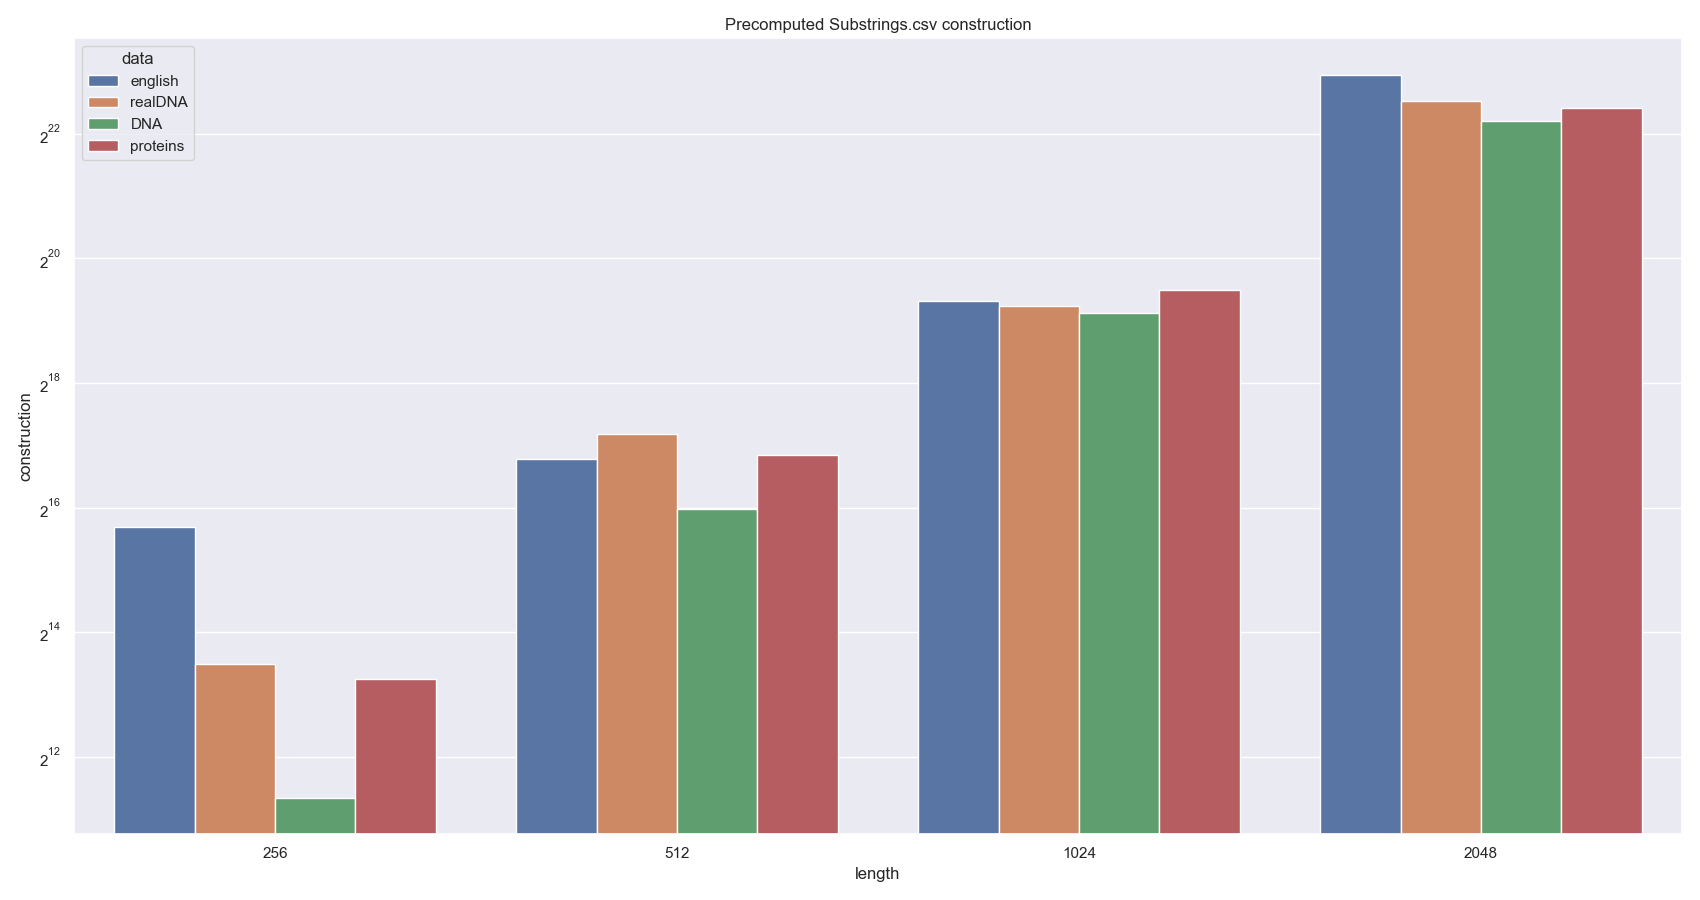 Precomputed Substrings.csv construction
data
english
realDNA
DNA
proteins
2^22
2^20
2^18
2^16
2^14
2^12
construction
256 512 1024 2048
length